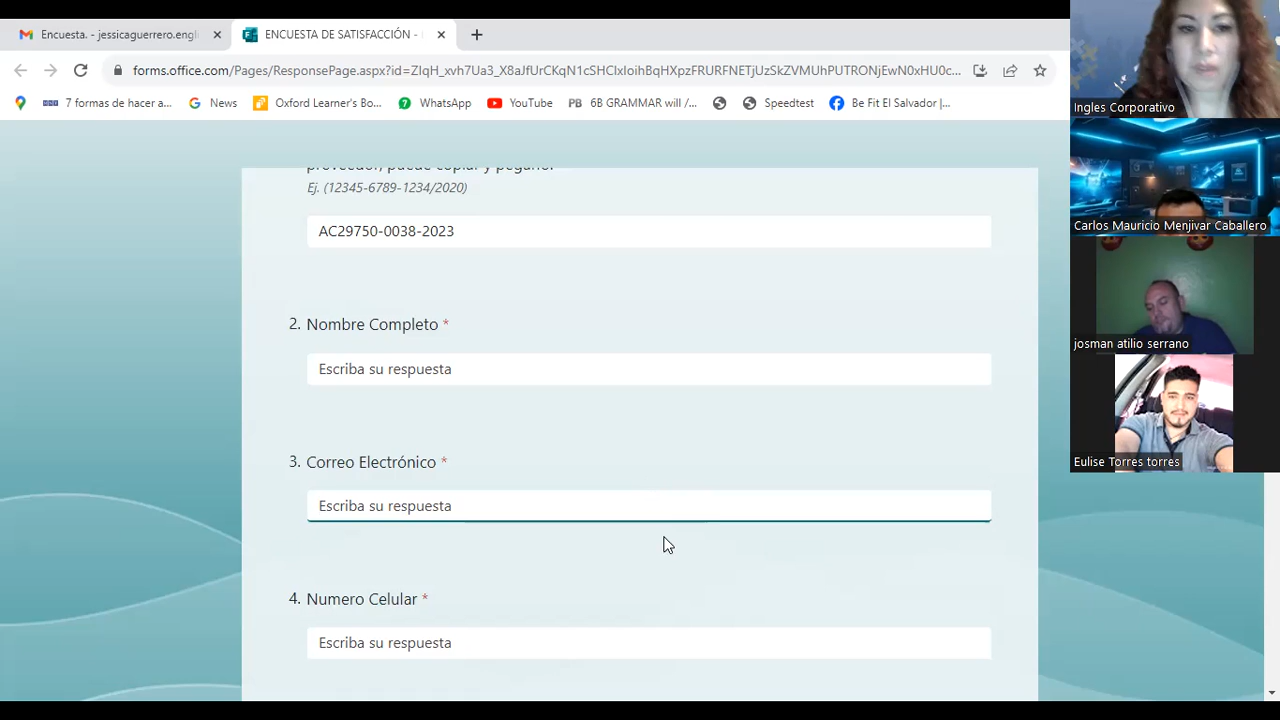 Encuesta. - jessicaguerrero.engl
ENCUESTA DE SATISFACCIÓN -
forms.office.com/Pages/ResponsePage.aspx?id=ZIqH_xvh7Ua3_X8aJfUrCKqN1cSHCIxIoihBqHXpzFRURFNETjUzSkZVMUhPUTRONjEwN0xHU0c...
7 formas de hacer a...
News
Oxford Learner's Bo...
WhatsApp
YouTube
PB 6B GRAMMAR will /...
Speedtest
Be Fit El Salvador |...
Ej. (12345-6789-1234/2020)
AC29750-0038-2023
2. Nombre Completo *
Escriba su respuesta
3. Correo Electrónico *
Escriba su respuesta
4. Numero Celular *
Escriba su respuesta
Ingles Corporativo
Carlos Mauricio Menjivar Caballero
josman atilio serrano
Eulise Torres torres